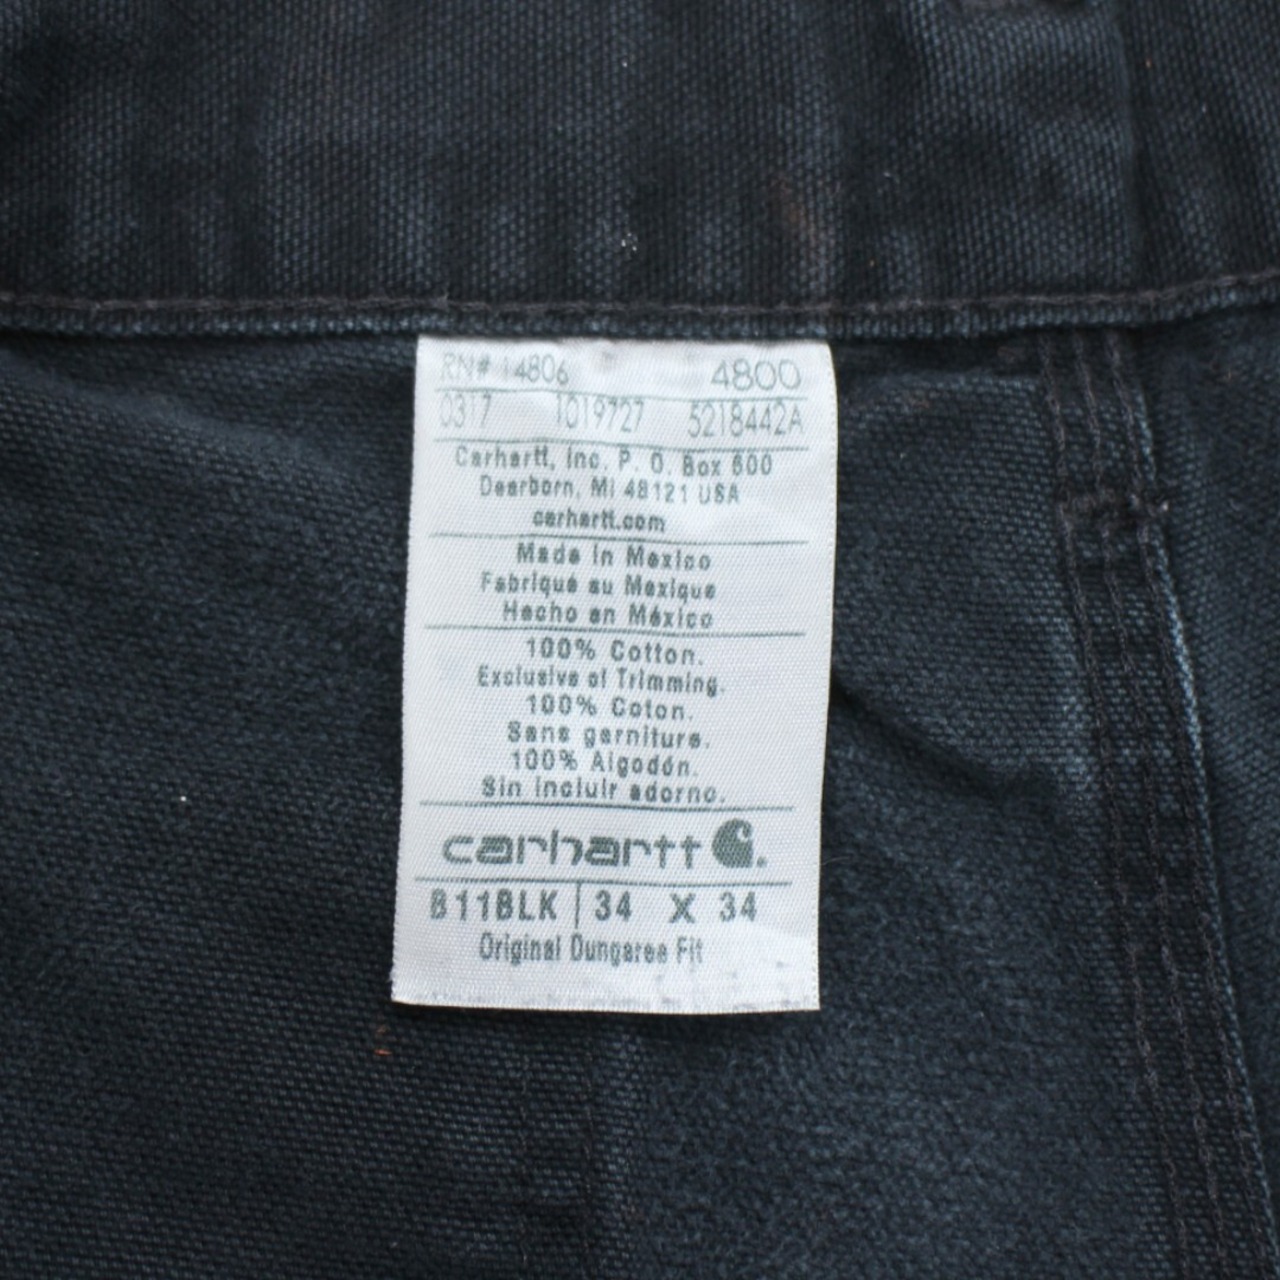 RN# 14806 4800
0317 1019727 5218442A
Carhartt, Inc. P. O. Box 600
Dearborn, MI 48121 USA
carhartt.com
Made in Mexico
Fabriqué au Mexique
Hecho en México
100% Cotton.
Exclusive of Trimming.
100% Coton.
Sans garniture.
100% Algodón.
Sin incluir adorno.
carhartt
B11BLK 34 X 34
Original Dungaree Fit